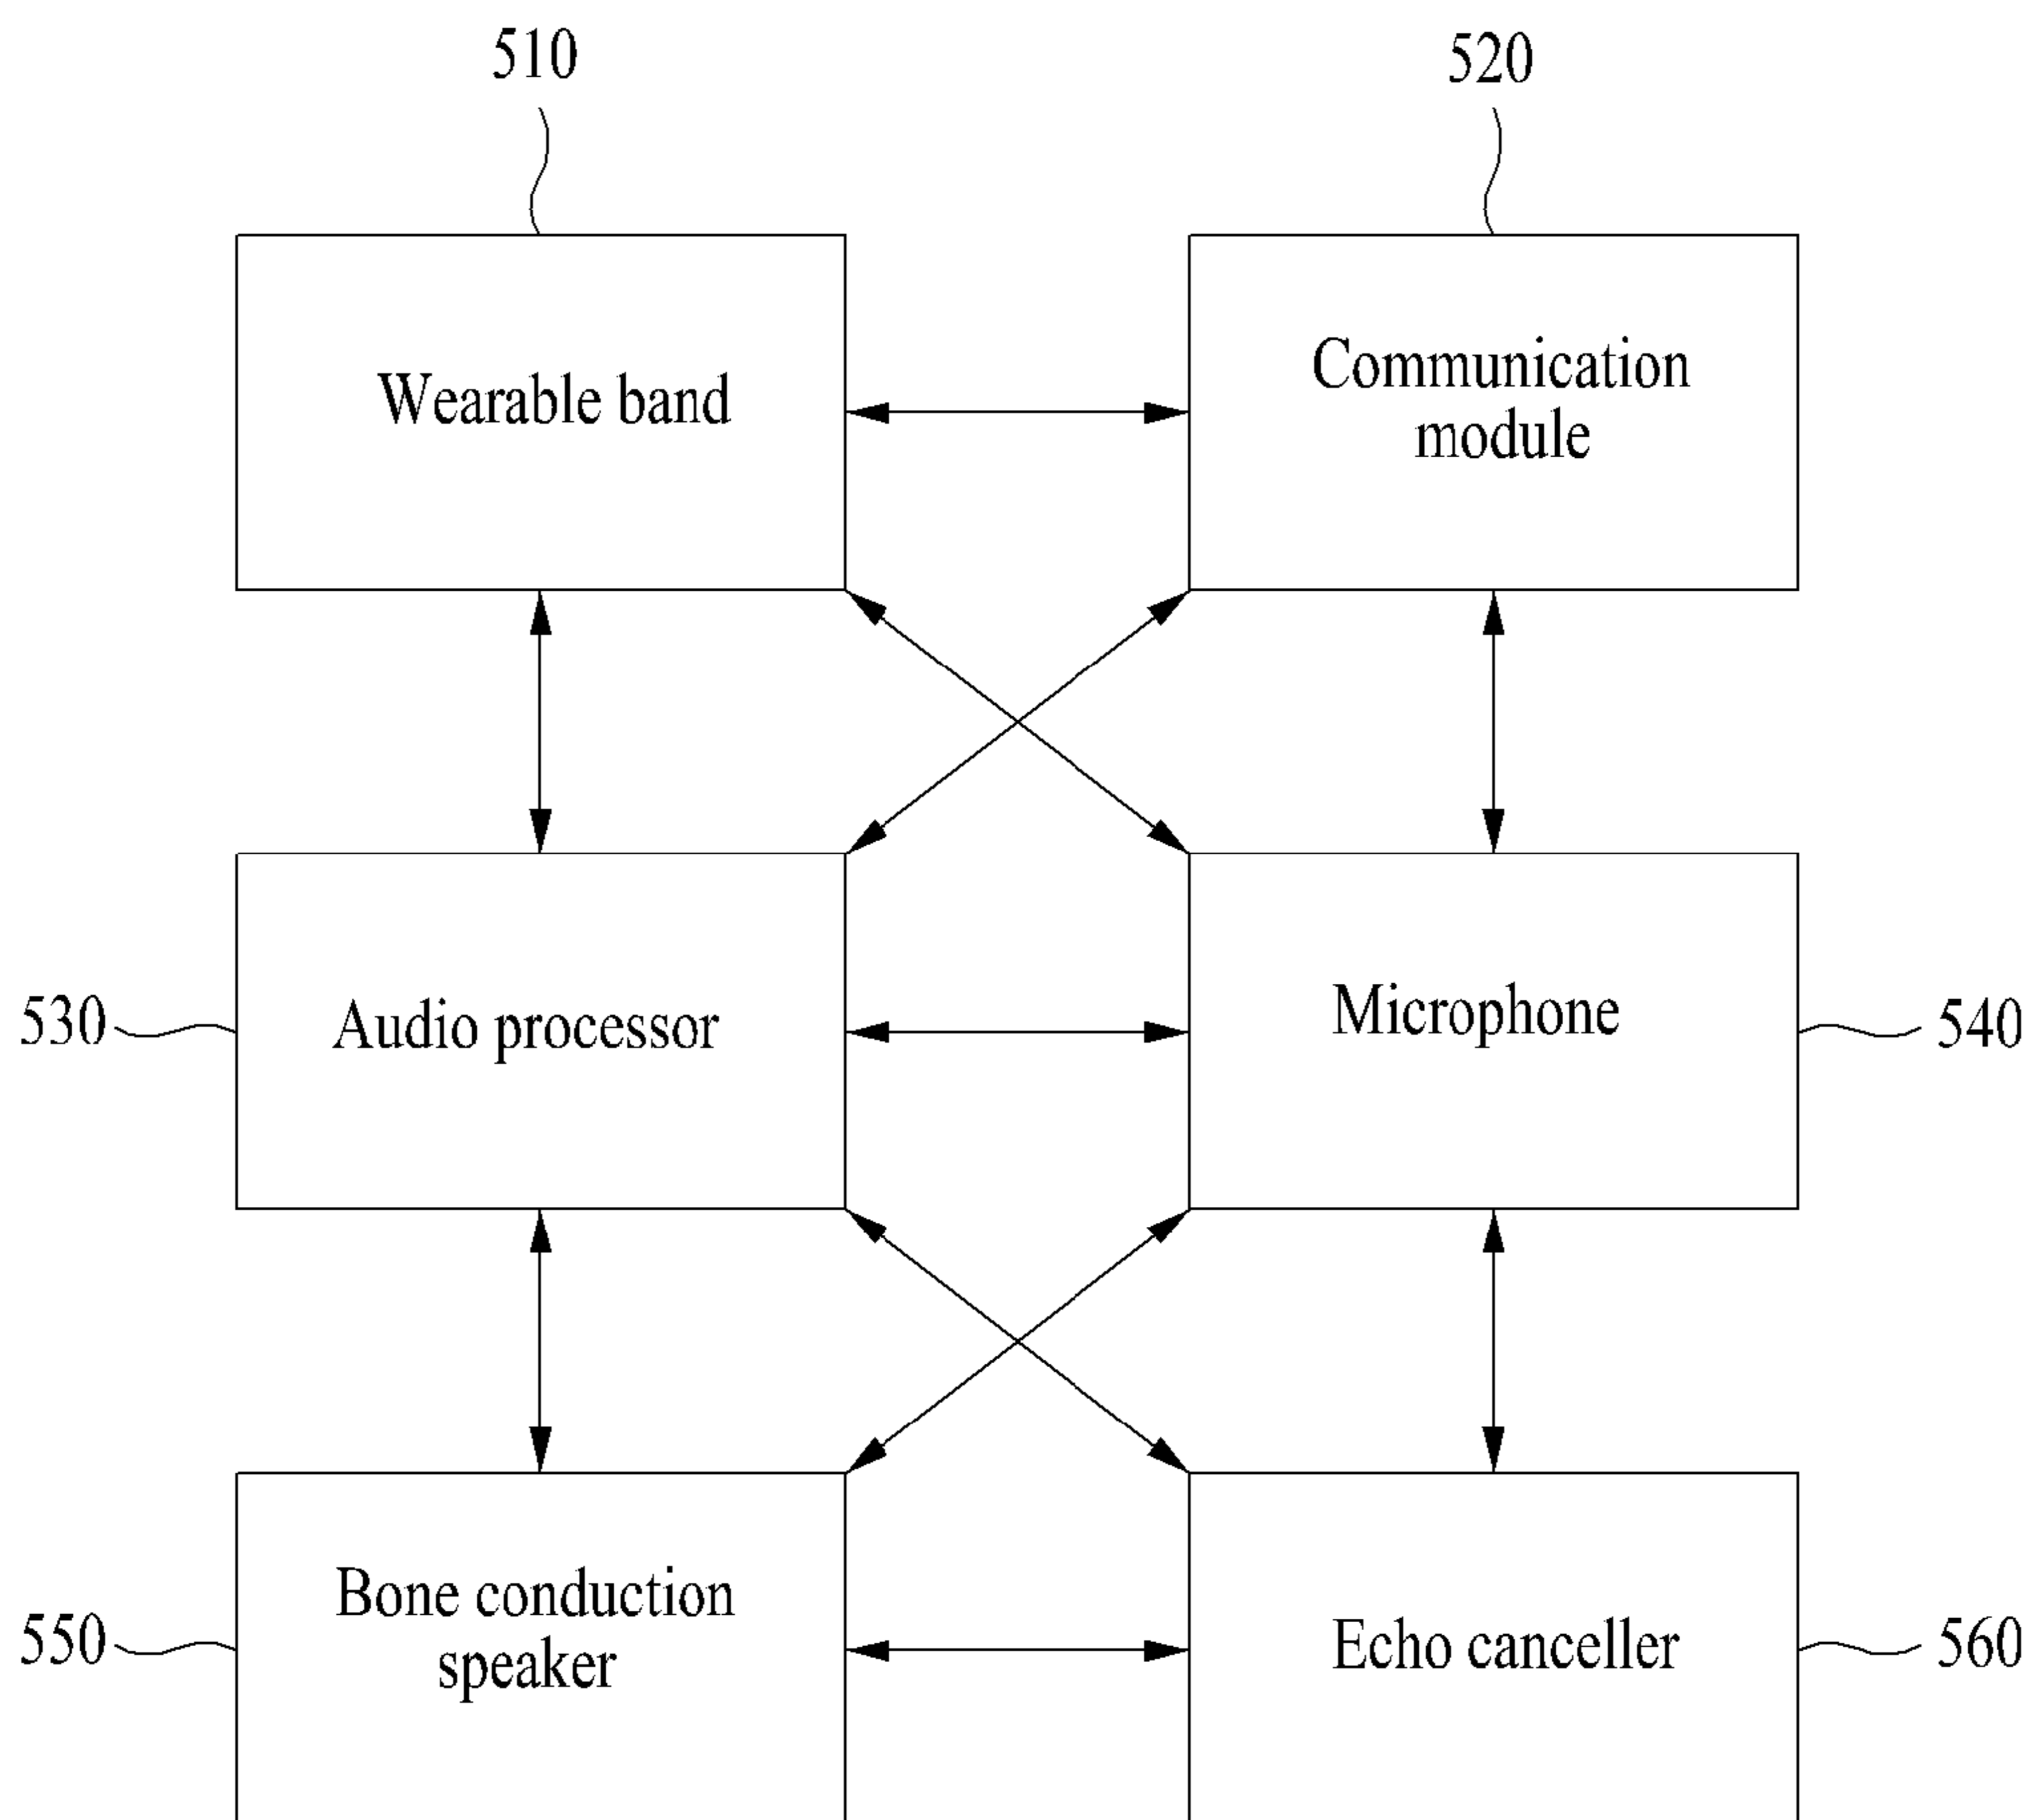 510
520
Wearable band
Communication
module
530
Audio processor
Microphone
540
550
Bone conduction
speaker
Echo canceller
560